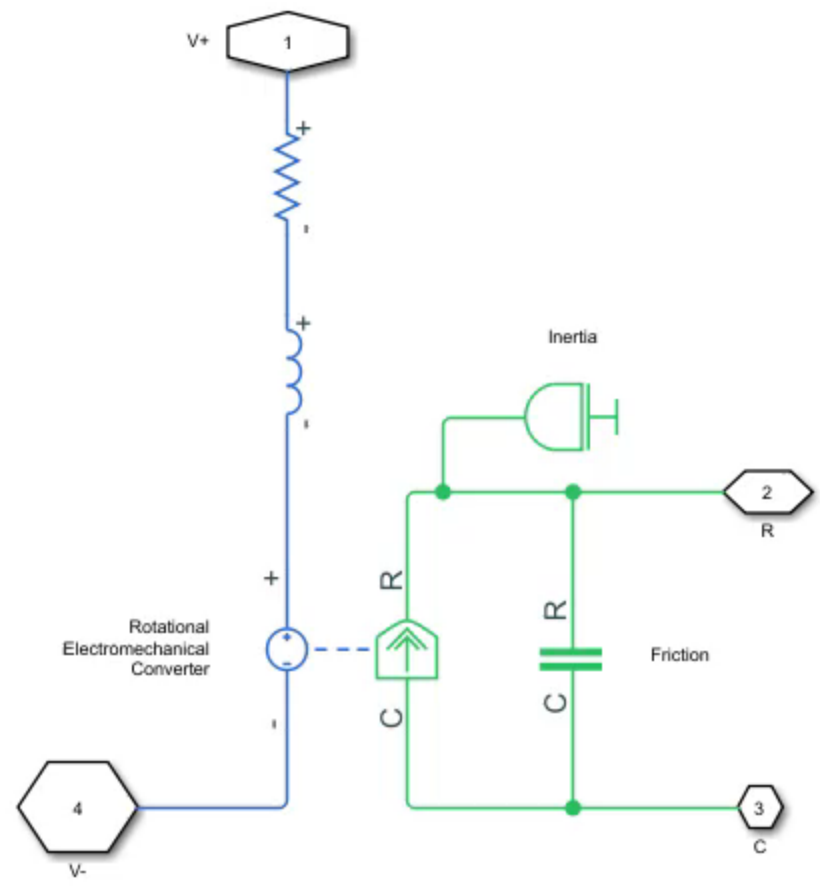 V+
1
+
-
+
-
Inertia
2
R
+
R
R
Rotational
Electromechanical
Converter
+
-
Friction
C
C
-
4
V-
3
C